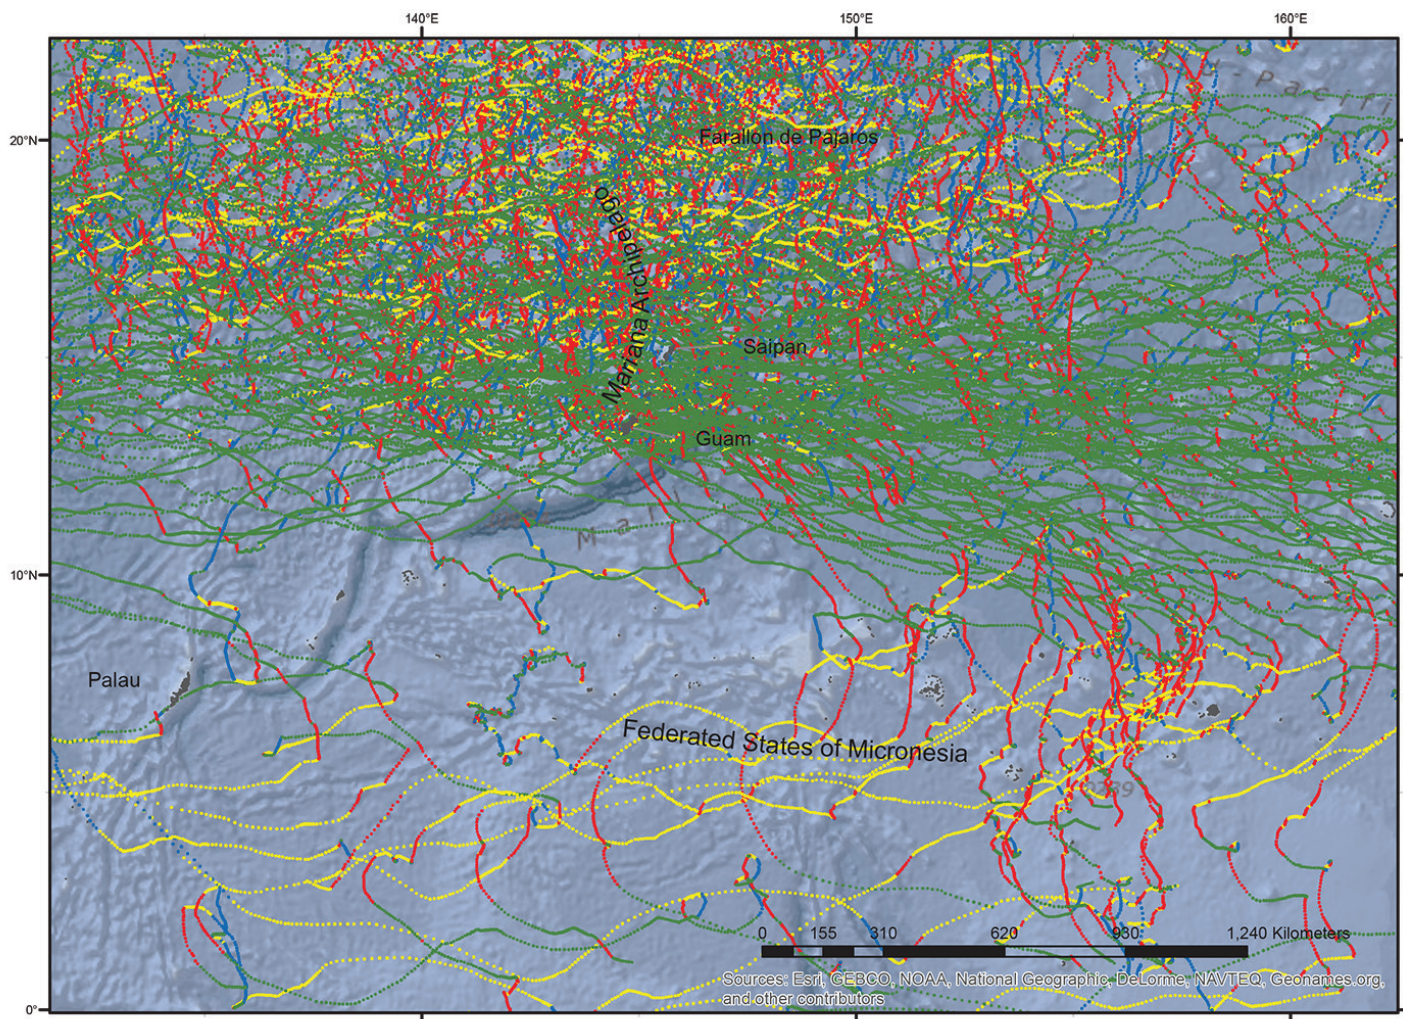 140°E 150°E 160°E
20°N
Farallon de Pajaros
Mariana Archipelago
Saipan
Guam
10°N
Palau
Federated States of Micronesia
0 155 310 620 930 1,240 Kilometers
Sources: Esri, GEBCO, NOAA, National Geographic, DeLorme, NAVTEQ, Geonames.org,
and other contributors
0°